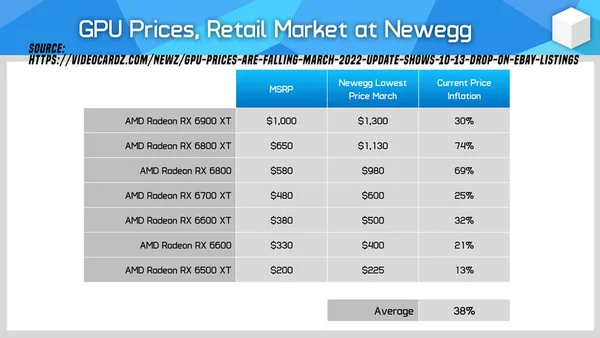 GPU Prices, Retail Market at Newegg
SOURCE:
HTTPS://VIDEOCARDZ.COM/NEWZ/GPU-PRICES-ARE-FALLING-MARCH-2022-UPDATE-SHOWS-10-13-DROP-ON-EBAY-LISTINGS
MSRP Newegg Lowest Current Price
Price March Inflation
AMD Radeon RX 6900 XT $1,000 $1,300 30%
AMD Radeon RX 6800 XT $650 $1,130 74%
AMD Radeon RX 6800 $580 $980 69%
AMD Radeon RX 6700 XT $480 $600 25%
AMD Radeon RX 6600 XT $380 $500 32%
AMD Radeon RX 6600 $330 $400 21%
AMD Radeon RX 6500 XT $200 $225 13%
Average 38%